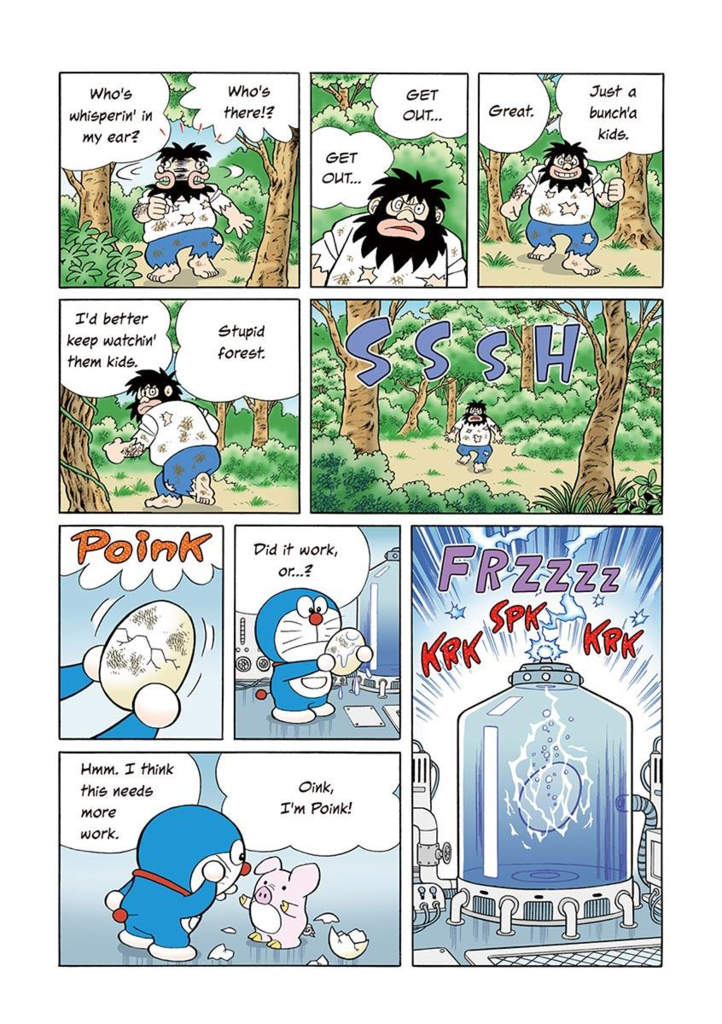 Just a
bunch'a
kids.
Great.
GET
OUT...
GET
OUT...
Who's
there!?
Who's
whisperin' in
my ear?
SSSH
Stupid
forest.
I'd better
keep watchin'
them kids.
FRZZZZ
SPK
KRK
KRK
Did it work,
or...?
Poink
Oink,
I'm Poink!
Hmm. I think
this needs
more
work.